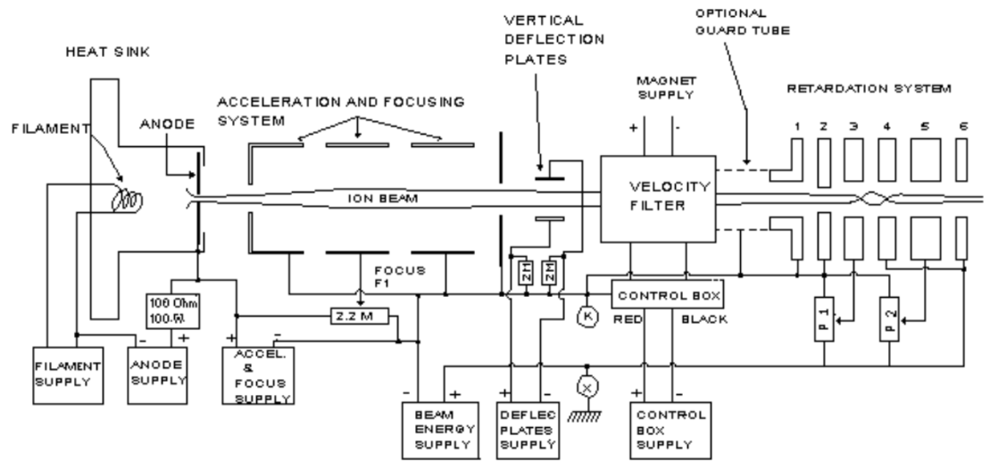 OPTIONAL
GUARD TUBE
VERTICAL
DEFLECTION
PLATES
HEAT SINK
MAGNET
SUPPLY
RETARDATION SYSTEM
ACCELERATION AND FOCUSING
SYSTEM
FILAMENT
ANODE
+ -
1 2 3 4 5 6
ION BEAM
VELOCITY
FILTER
FOCUS
F1
2M
2M
CONTROL BOX
100 Ohm
100-W
2.2 M
K
RED
BLACK
P 1
P 2
- +
+ -
FILAMENT
SUPPLY
ANODE
SUPPLY
ACCEL.
&
FOCUS
SUPPLY
X
- +
+ -
+ -
BEAM
ENERGY
SUPPLY
DEFLEC
PLATES
SUPPLY
CONTROL
BOX
SUPPLY